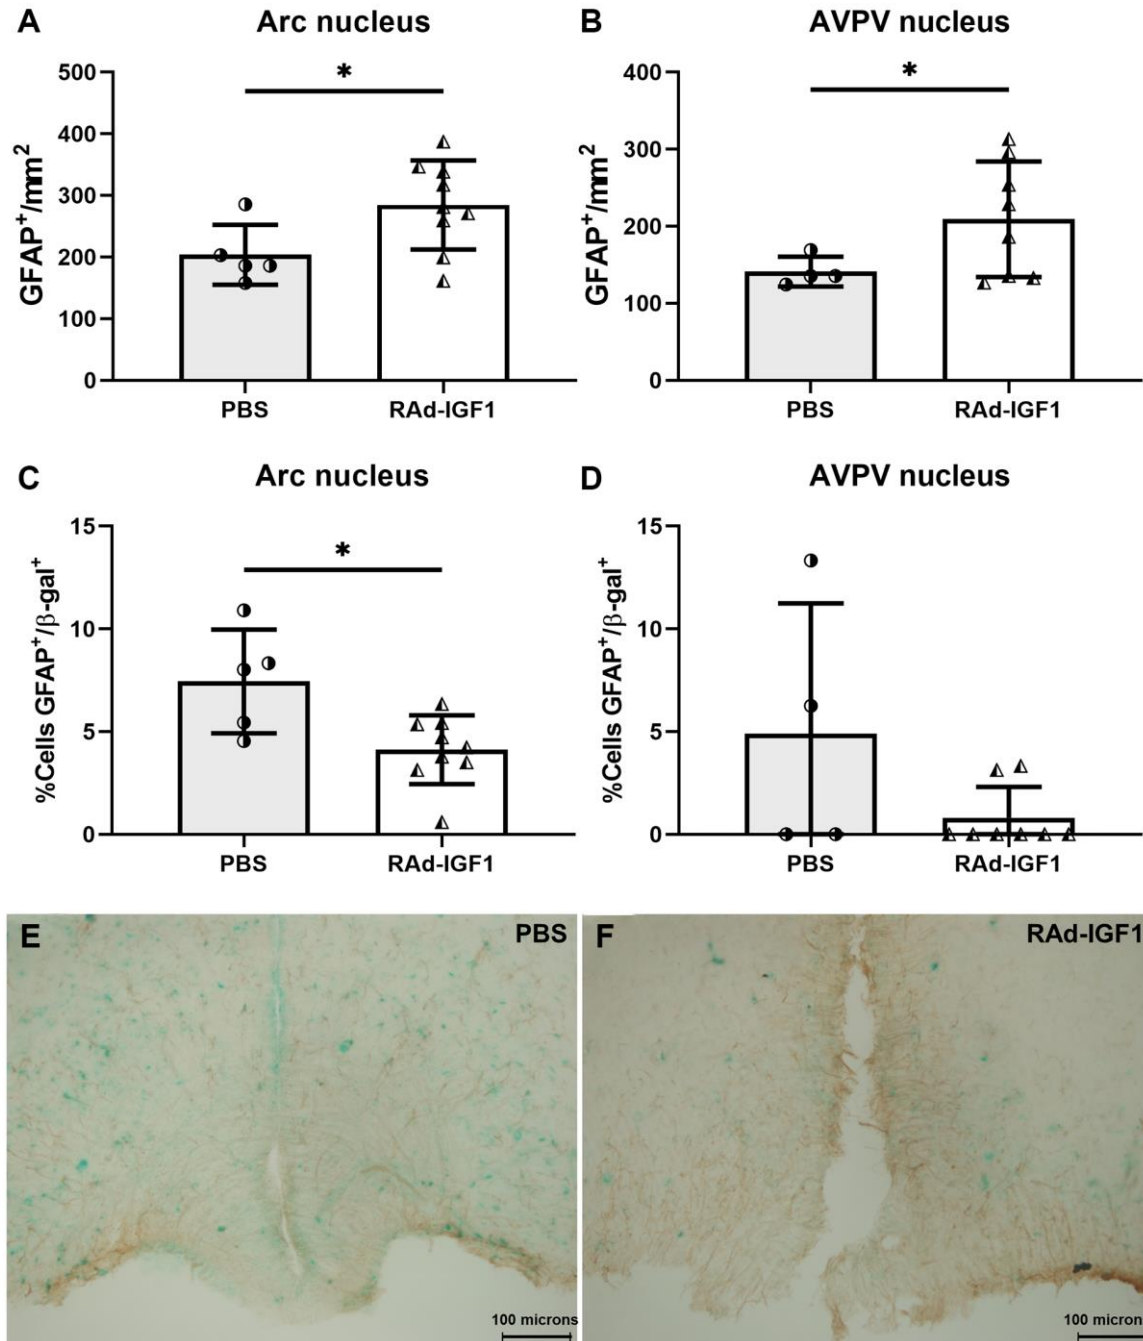 A Arc nucleus
*
GFAP⁺/mm²
500
400
300
200
100
0
PBS RAd-IGF1
B AVPV nucleus
*
GFAP⁺/mm²
400
300
200
100
0
PBS RAd-IGF1
C Arc nucleus
*
%Cells GFAP⁺/β-gal⁺
15
10
5
0
PBS RAd-IGF1
D AVPV nucleus
%Cells GFAP⁺/β-gal⁺
15
10
5
0
PBS RAd-IGF1
E PBS
100 microns
F RAd-IGF1
100 micron